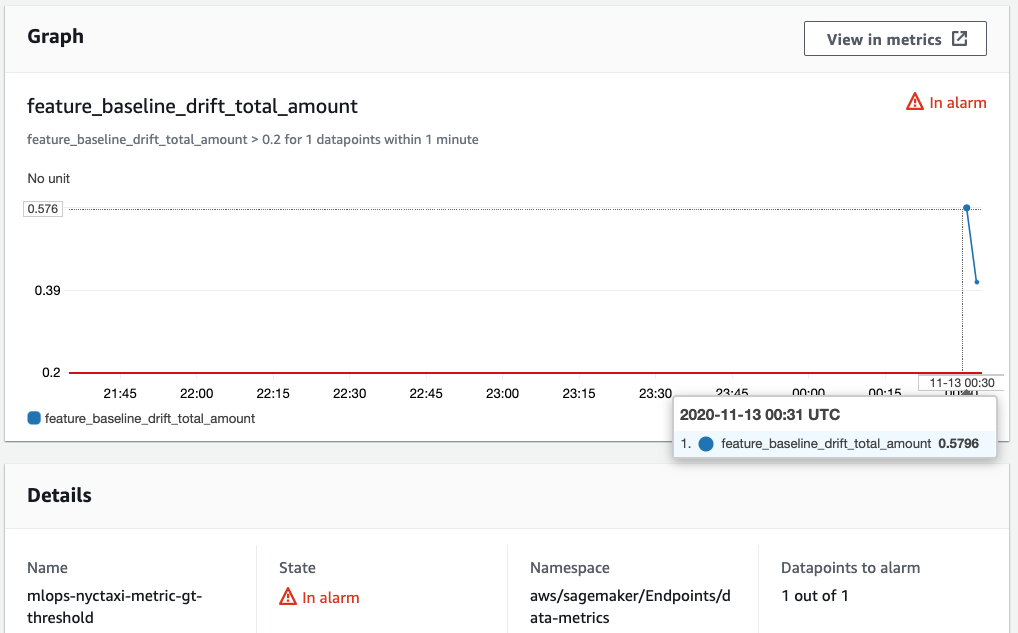 Graph
View in metrics
feature_baseline_drift_total_amount
In alarm
feature_baseline_drift_total_amount > 0.2 for 1 datapoints within 1 minute
No unit
0.576
0.39
0.2
21:45 22:00 22:15 22:30 22:45 23:00 23:15 23:30 23:45 00:00 00:15
11-13 00:30
feature_baseline_drift_total_amount
2020-11-13 00:31 UTC
1. feature_baseline_drift_total_amount 0.5796
Details
Name State Namespace Datapoints to alarm
mlops-nyctaxi-metric-gt-
threshold
In alarm
aws/sagemaker/Endpoints/d
ata-metrics
1 out of 1